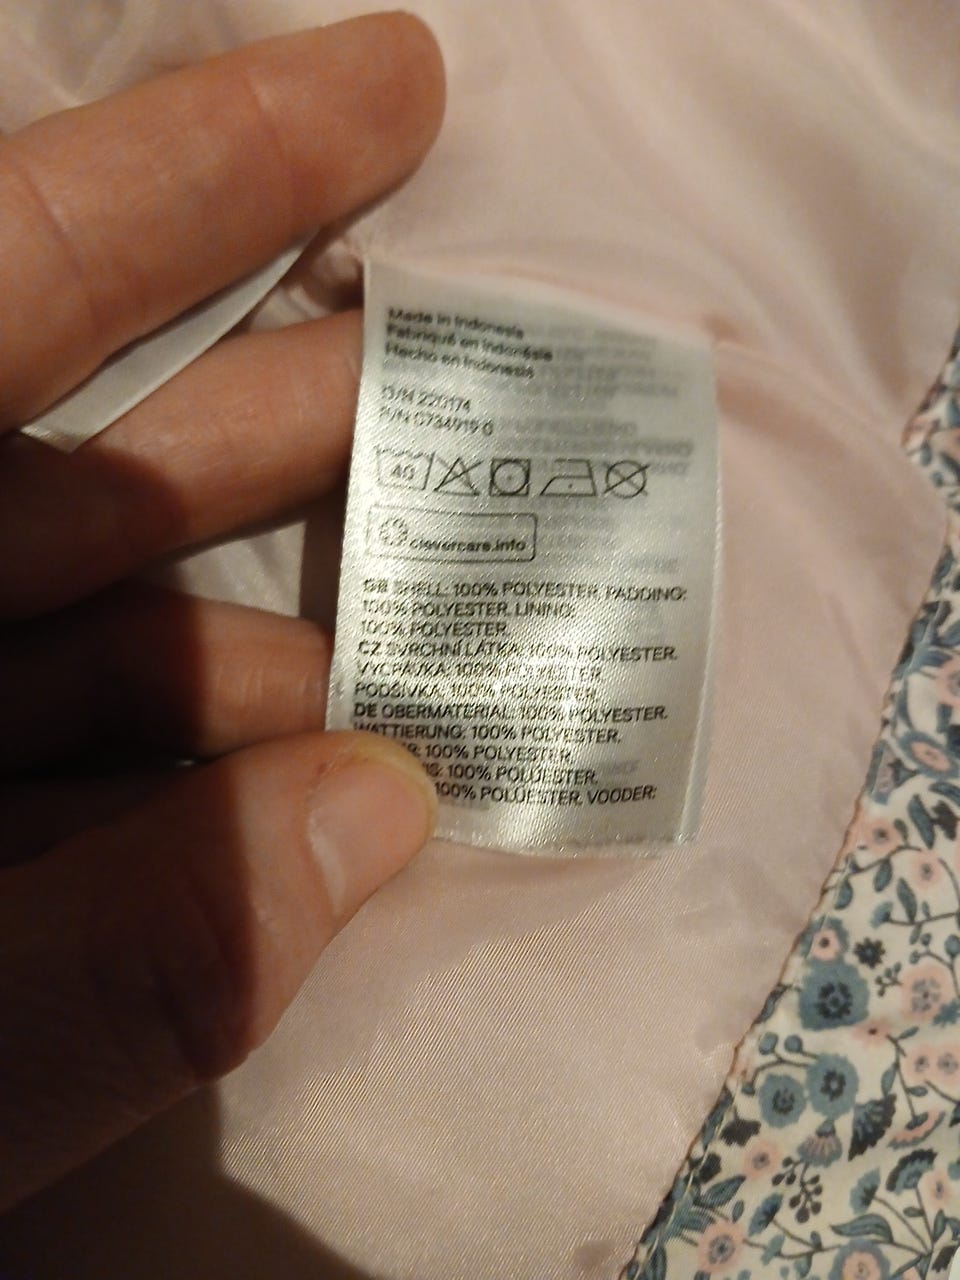 Made in Indonesia
Fabriqué en Indonésie
Hecho en Indonesia
O/N 220174
P/N 0734919 0
40
clevercare.info
GB SHELL: 100% POLYESTER. PADDING:
100% POLYESTER. LINING:
100% POLYESTER.
CZ SVRCHNÍ LÁTKA: 100% POLYESTER.
VYCPÁVKA: 100% POLYESTER.
PODŠÍVKA: 100% POLYESTER.
DE OBERMATERIAL: 100% POLYESTER.
WATTIERUNG: 100% POLYESTER.
100% POLYESTER.
100% POLÜESTER.
100% POLÜESTER. VOODER: